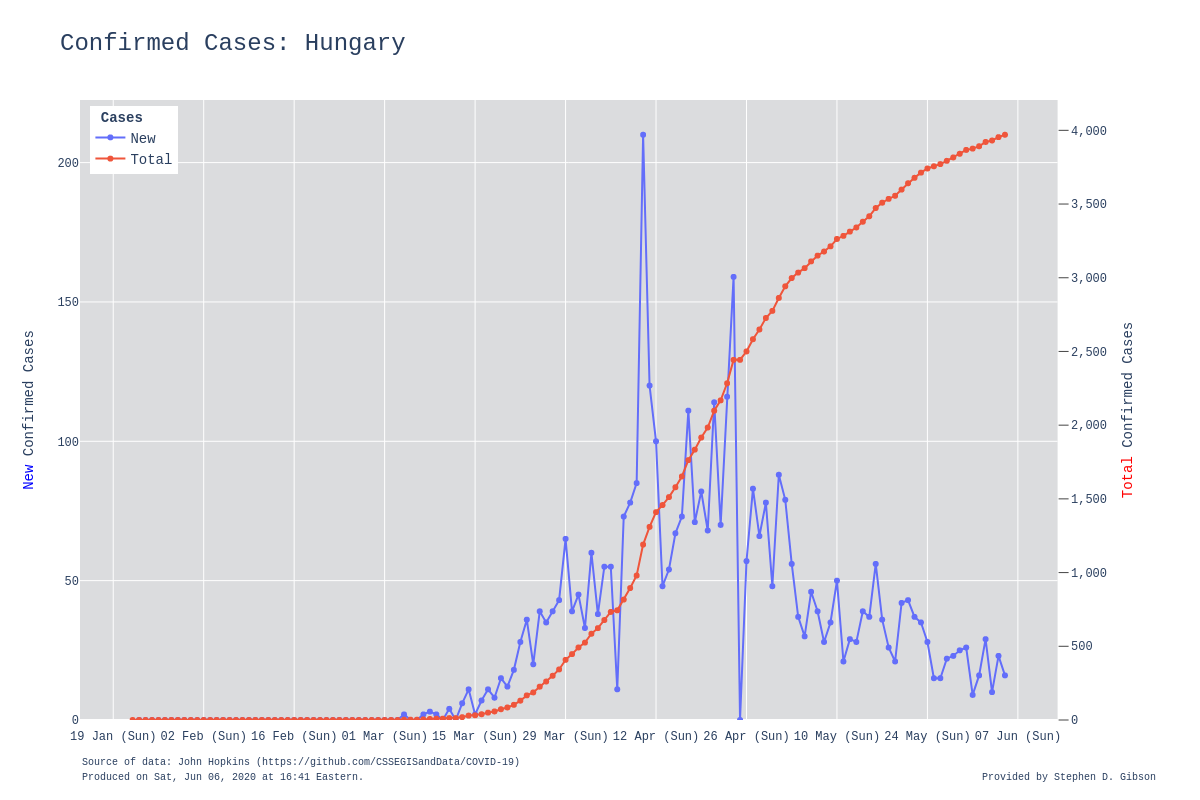 Confirmed Cases: Hungary
Cases
New
Total
200
150
100
50
0
4,000
3,500
3,000
2,500
2,000
1,500
1,000
500
0
New Confirmed Cases
Total Confirmed Cases
19 Jan (Sun) 02 Feb (Sun) 16 Feb (Sun) 01 Mar (Sun) 15 Mar (Sun) 29 Mar (Sun) 12 Apr (Sun) 26 Apr (Sun) 10 May (Sun) 24 May (Sun) 07 Jun (Sun)
Source of data: John Hopkins (https://github.com/CSSEGISandData/COVID-19)
Produced on Sat, Jun 06, 2020 at 16:41 Eastern.
Provided by Stephen D. Gibson